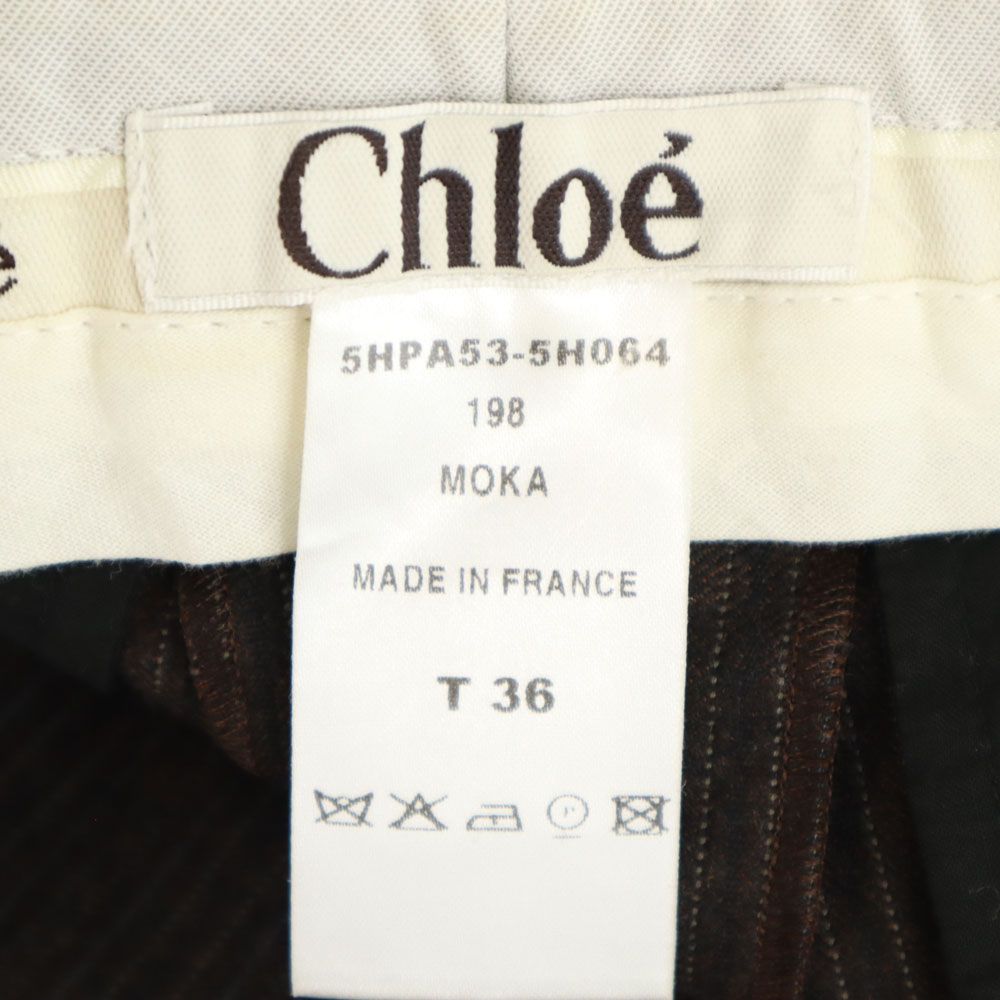 Chloé
e
5HPA53-5H064
198
MOKA
MADE IN FRANCE
T 36
P